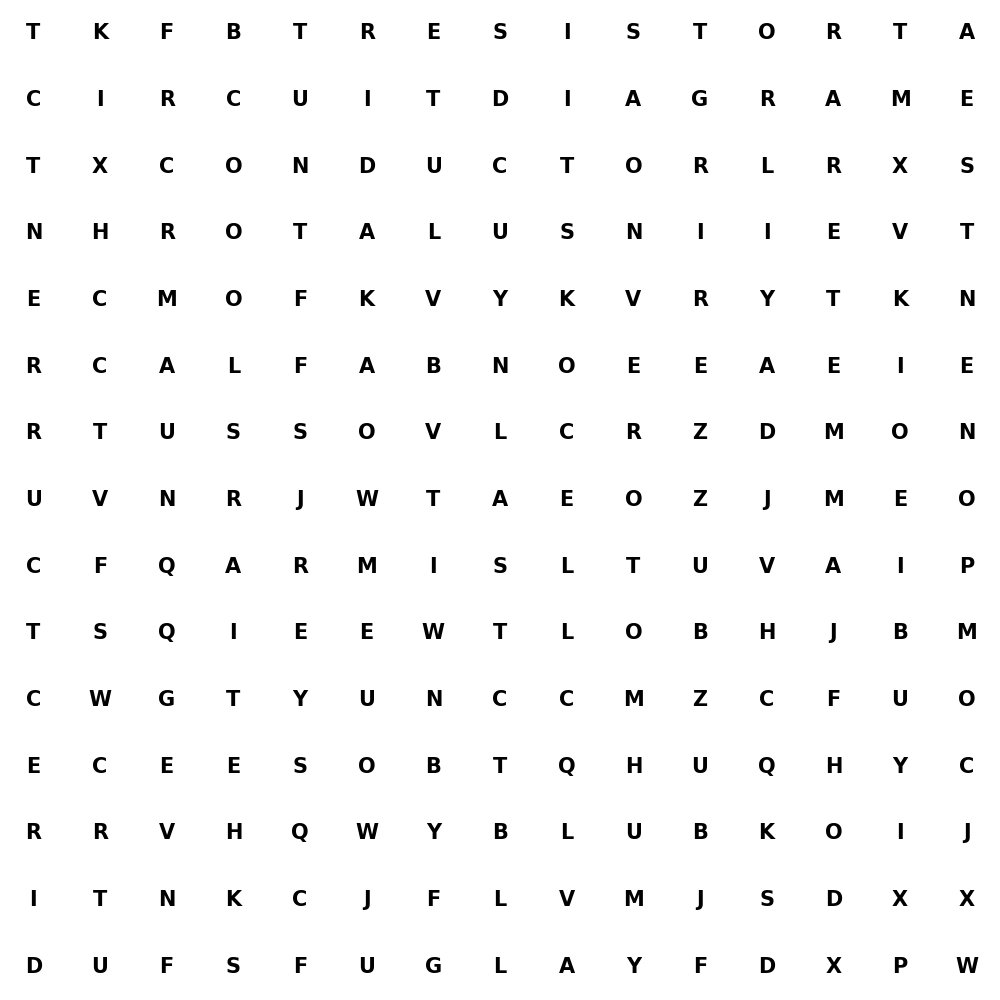 T K F B T R E S I S T O R T A
C I R C U I T D I A G R A M E
T X C O N D U C T O R L R X S
N H R O T A L U S N I I E V T
E C M O F K V Y K V R Y T K N
R C A L F A B N O E E A E I E
R T U S S O V L C R Z D M O N
U V N R J W T A E O Z J M E O
C F Q A R M I S L T U V A I P
T S Q I E E W T L O B H J B M
C W G T Y U N C C M Z C F U O
E C E E S O B T Q H U Q H Y C
R R V H Q W Y B L U B K O I J
I T N K C J F L V M J S D X X
D U F S F U G L A Y F D X P W